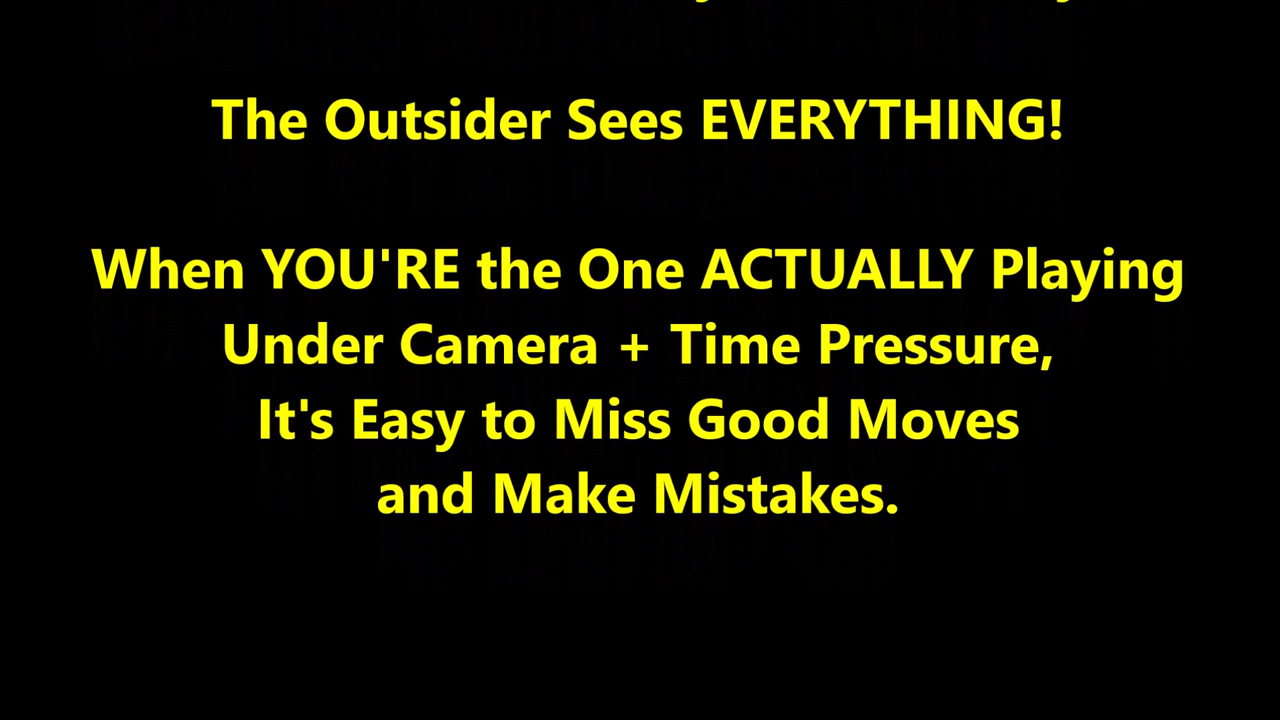 The Outsider Sees EVERYTHING!
When YOU'RE the One ACTUALLY Playing
Under Camera + Time Pressure,
It's Easy to Miss Good Moves
and Make Mistakes.